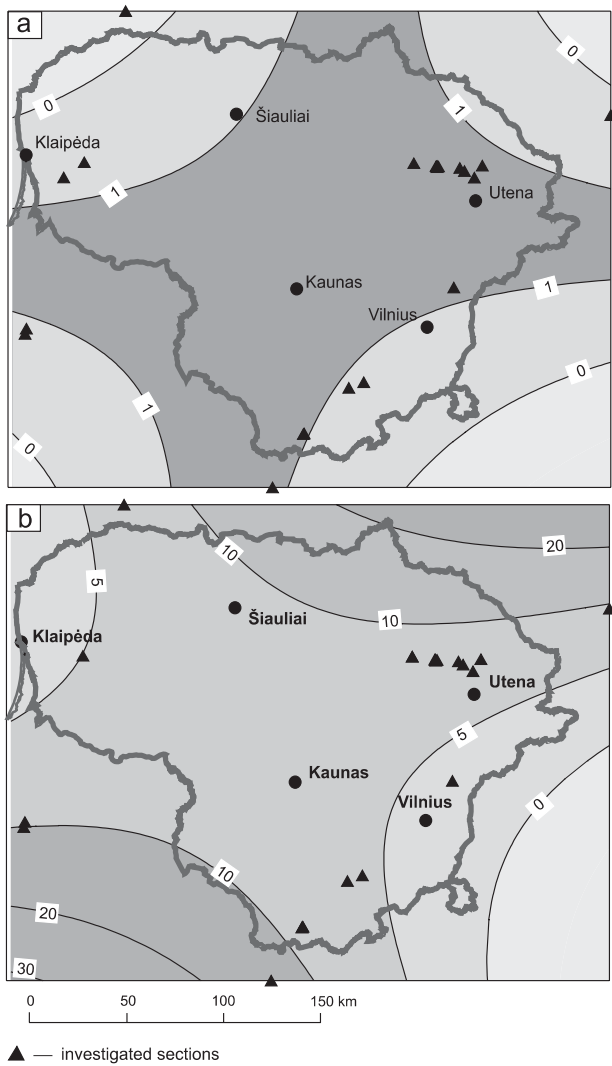 a
0
0
1
Šiauliai
Klaipėda
1
Utena
Kaunas
1
Vilnius
0
1
0
b
20
10
5
10
Šiauliai
Klaipėda
Utena
5
Kaunas
Vilnius
0
10
20
30
0 50 100 150 km
— investigated sections